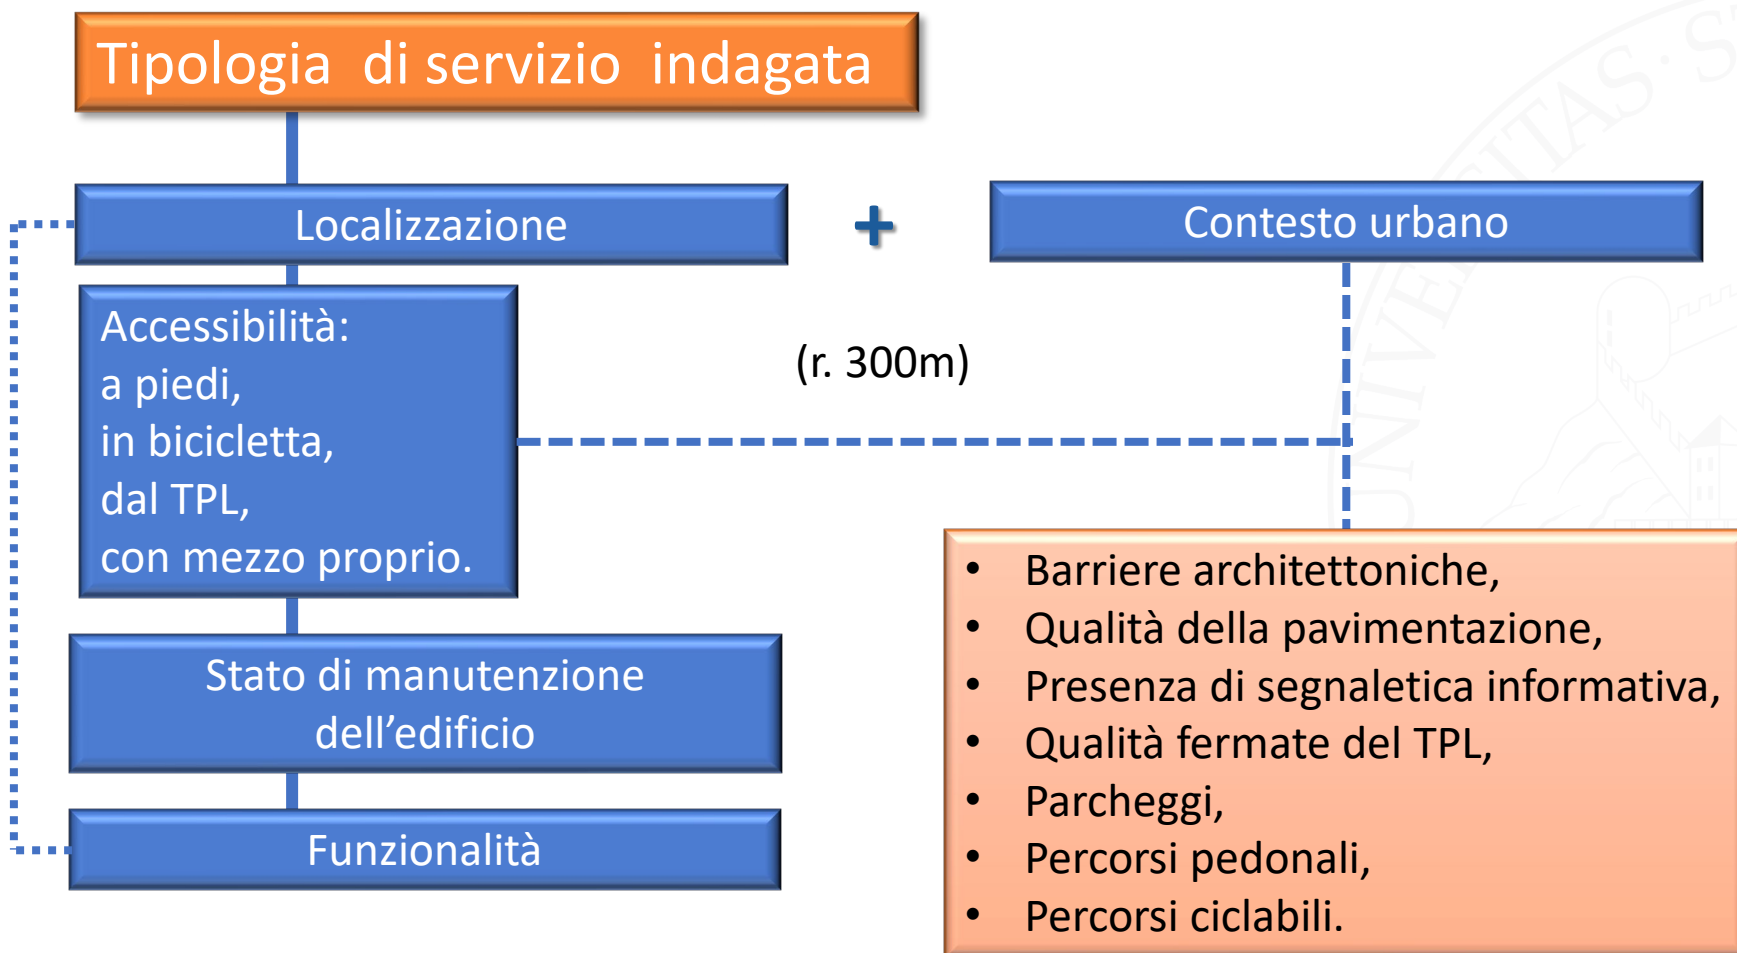 Tipologia di servizio indagata
Localizzazione
+
Contesto urbano
Accessibilità:
a piedi,
in bicicletta,
dal TPL,
con mezzo proprio.
(r. 300m)
Stato di manutenzione
dell’edificio
Funzionalità
• Barriere architettoniche,
• Qualità della pavimentazione,
• Presenza di segnaletica informativa,
• Qualità fermate del TPL,
• Parcheggi,
• Percorsi pedonali,
• Percorsi ciclabili.